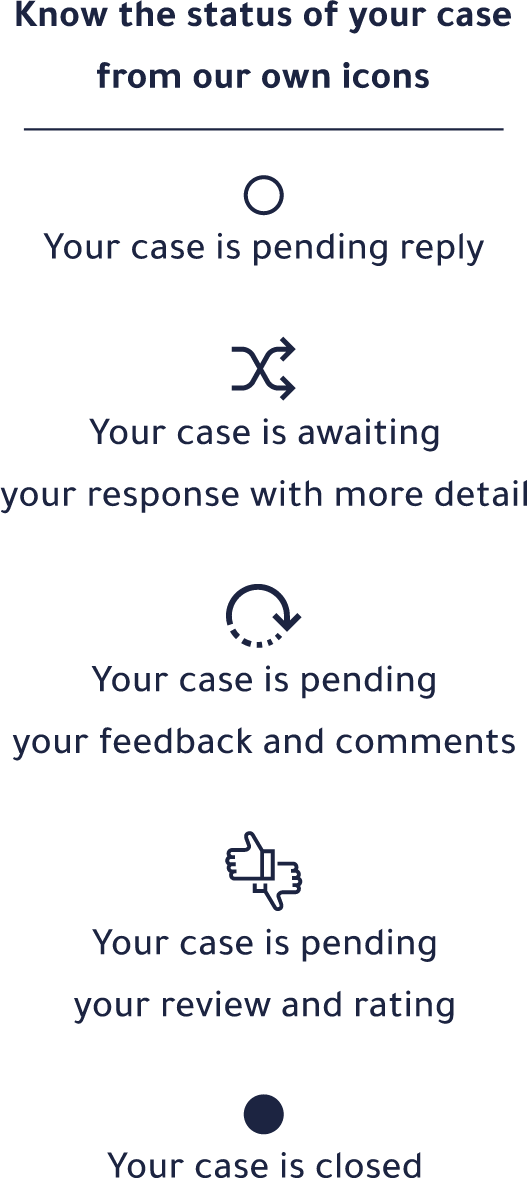 Know the status of your case
from our own icons
Your case is pending reply
Your case is awaiting
your response with more detail
Your case is pending
your feedback and comments
Your case is pending
your review and rating
Your case is closed